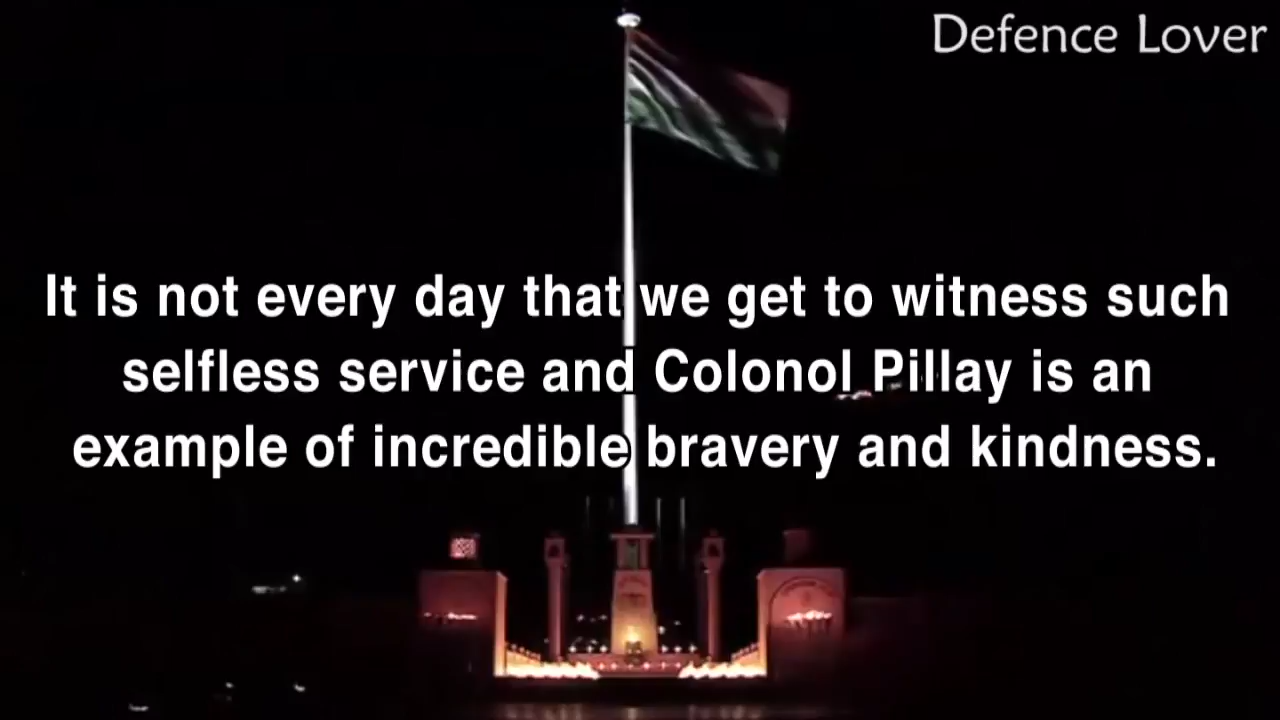 Defence Lover
It is not every day that we get to witness such
selfless service and Colonol Pillay is an
example of incredible bravery and kindness.